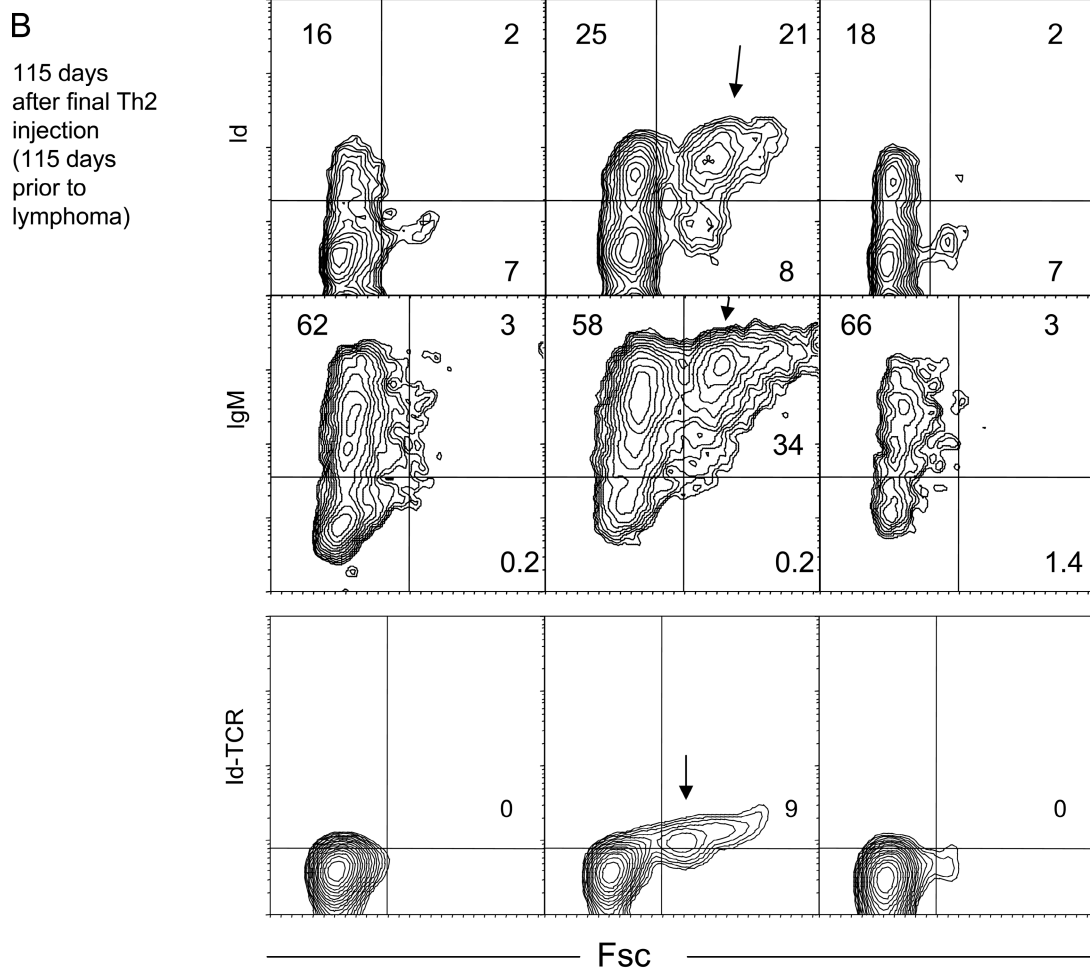 B
115 days
after final Th2
injection
(115 days
prior to
lymphoma)
Id
16 2 25 21 18 2
7 8 7
IgM
62 3 58 66 3
34
0.2 0.2 1.4
Id-TCR
0 9 0
Fsc